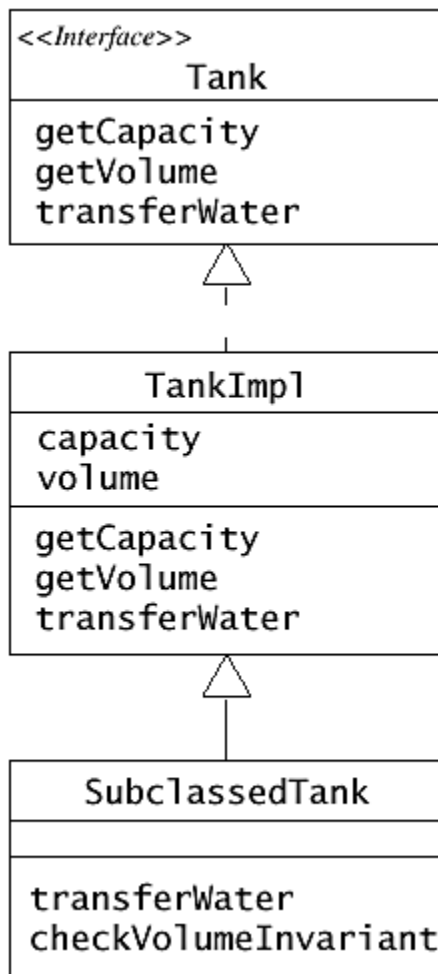 <<Interface>>
Tank
getCapacity
getVolume
transferWater
TankImpl
capacity
volume
getCapacity
getVolume
transferWater
SubclassedTank
transferWater
checkVolumeInvariant